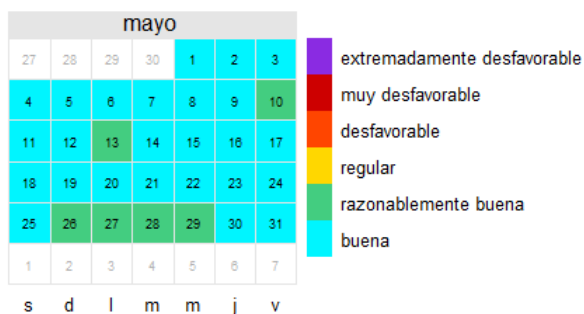 mayo
27 28 29 30 1 2 3
4 5 6 7 8 9 10
11 12 13 14 15 16 17
18 19 20 21 22 23 24
25 26 27 28 29 30 31
1 2 3 4 5 6 7
s d l m m j v
extremadamente desfavorable
muy desfavorable
desfavorable
regular
razonablemente buena
buena